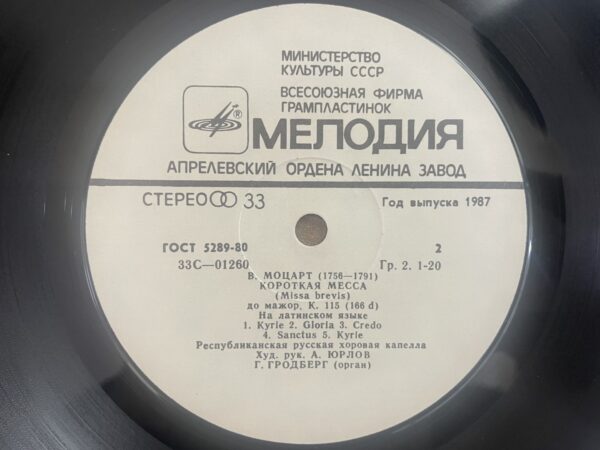 МИНИСТЕРСТВО
КУЛЬТУРЫ СССР
ВСЕСОЮЗНАЯ ФИРМА
ГРАМПЛАСТИНОК
®
МЕЛОДИЯ
АПРЕЛЕВСКИЙ ОРДЕНА ЛЕНИНА ЗАВОД
СТЕРЕО 33
Год выпуска 1987
ГОСТ 5289-80
2
33С—01260
Гр. 2. 1-20
В. МОЦАРТ (1756—1791)
КОРОТКАЯ МЕССА
(Missa brevis)
до мажор, К. 115 (166 d)
На латинском языке
1. Kyrie 2. Gloria 3. Credo
4. Sanctus 5. Kyrie
Республиканская русская хоровая капелла
Худ. рук. А. ЮРЛОВ
Г. ГРОДБЕРГ (орган)